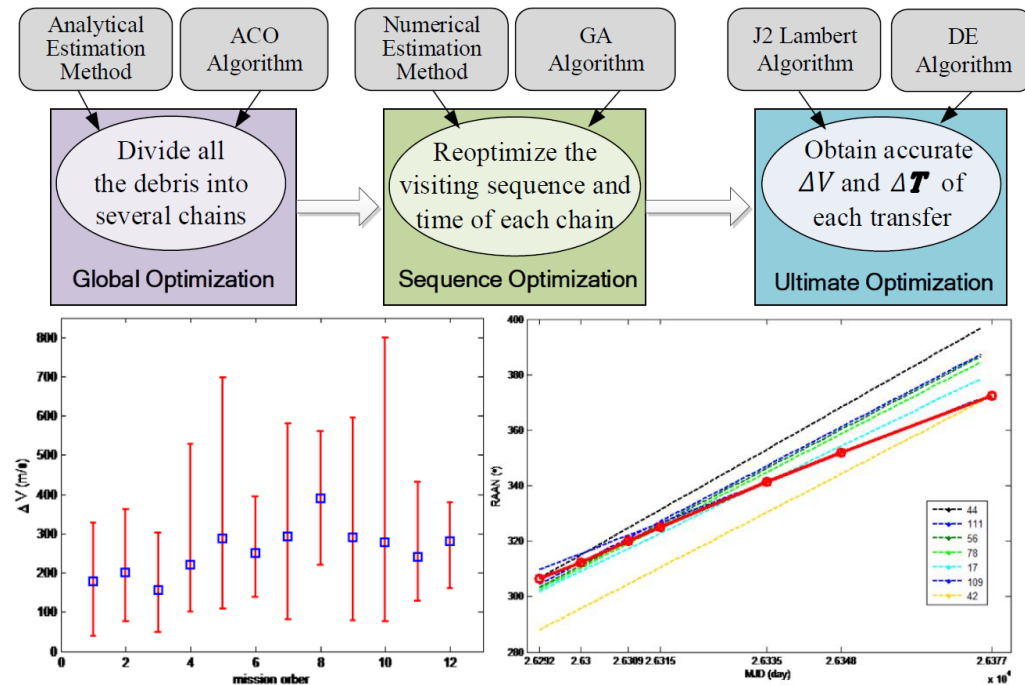 Analytical
Estimation
Method
ACO
Algorithm
Numerical
Estimation
Method
GA
Algorithm
J2 Lambert
Algorithm
DE
Algorithm
Divide all
the debris into
several chains
Global Optimization
Reoptimize the
visiting sequence and
time of each chain
Sequence Optimization
Obtain accurate
ΔV and ΔT of
each transfer
Ultimate Optimization
800
700
600
500
400
300
200
100
0
Δ V (m/s)
0 2 4 6 8 10 12
mission orber
400
380
360
340
320
300
280
RAAN (°)
44
111
56
78
17
109
42
2.6292 2.63 2.6309 2.6315 2.6335 2.6348 2.6377
MJD (day)
x 10⁴